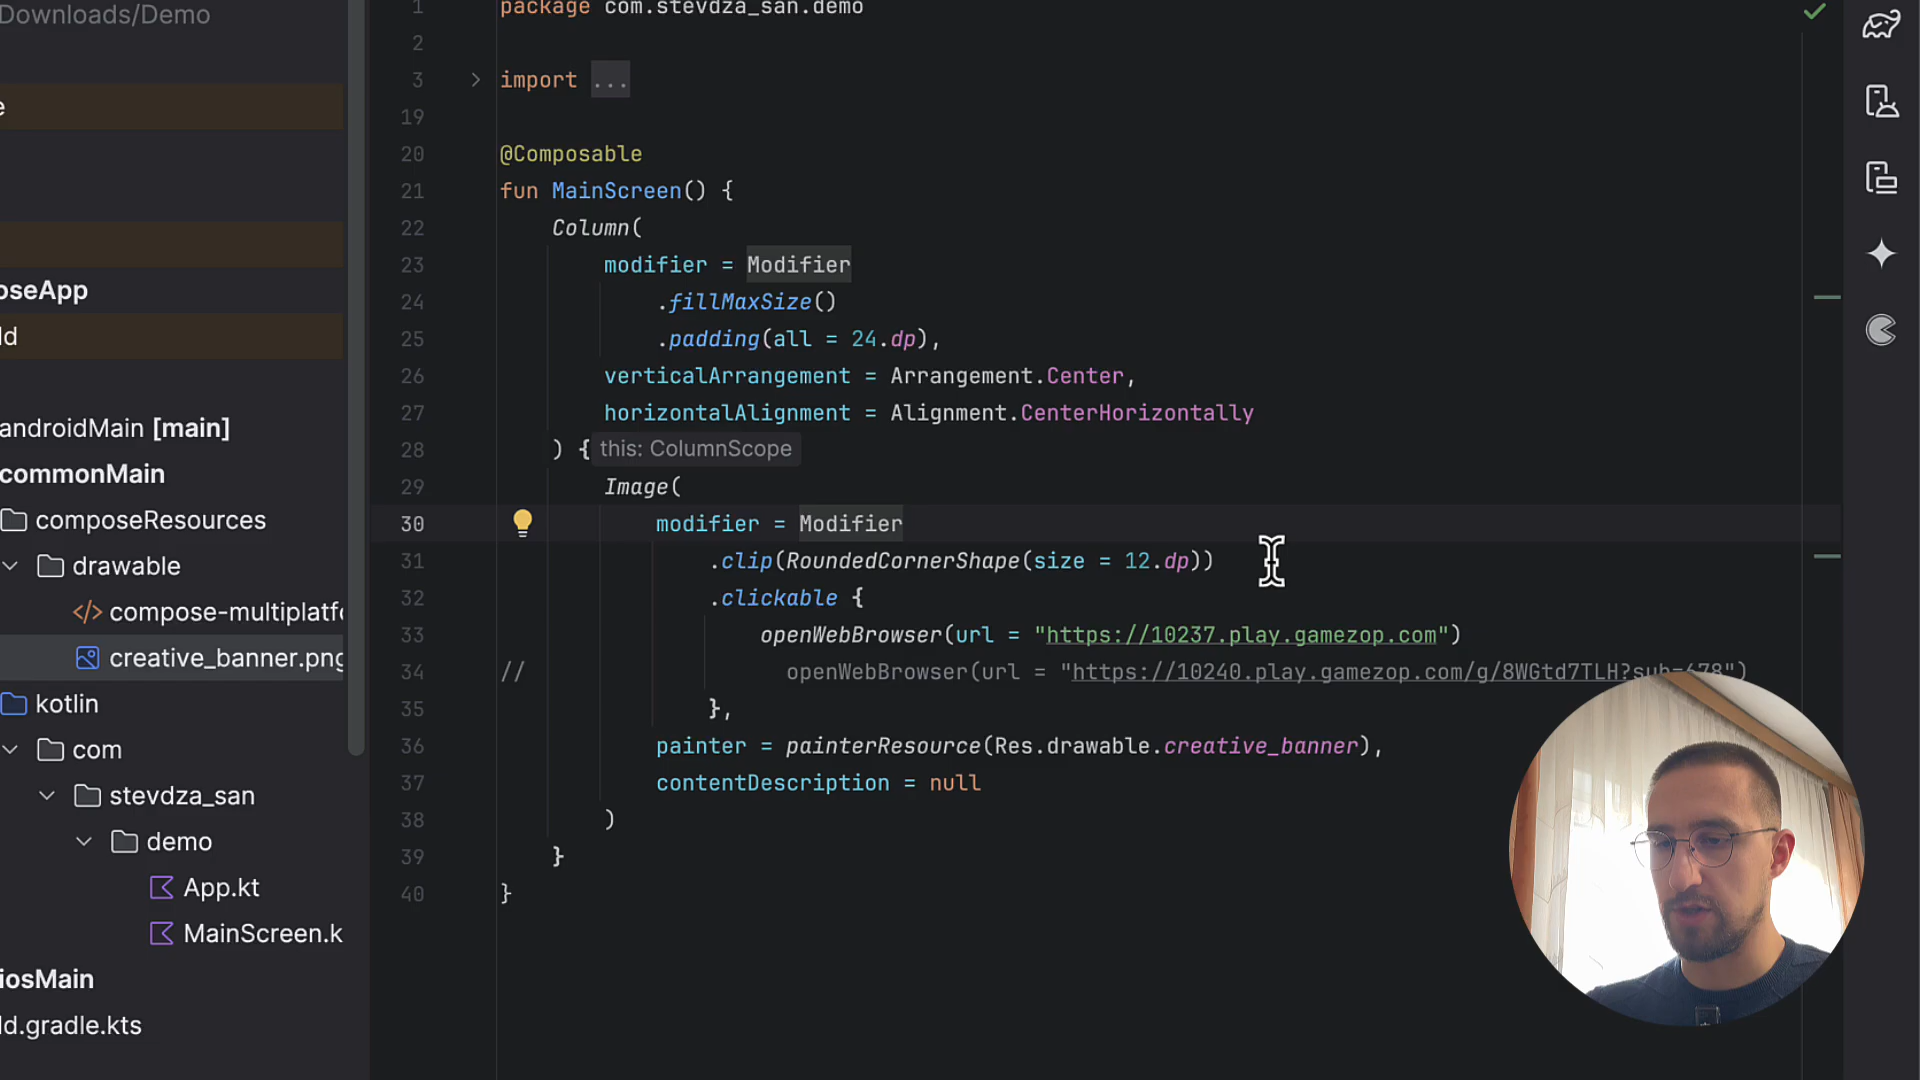 Downloads/Demo
e
oseApp
ld
androidMain [main]
commonMain
composeResources
drawable
</> compose-multiplatf
creative_banner.png
kotlin
com
stevdza_san
demo
App.kt
MainScreen.k
iosMain
ld.gradle.kts
1 package com.stevdza_san.demo
2
3 import ...
19
20 @Composable
21 fun MainScreen() {
22 Column(
23 modifier = Modifier
24 .fillMaxSize()
25 .padding(all = 24.dp),
26 verticalArrangement = Arrangement.Center,
27 horizontalAlignment = Alignment.CenterHorizontally
28 ) { this: ColumnScope
29 Image(
30 modifier = Modifier
31 .clip(RoundedCornerShape(size = 12.dp))
32 .clickable {
33 openWebBrowser(url = "https://10237.play.gamezop.com")
34 // openWebBrowser(url = "https://10240.play.gamezop.com/g/8WGtd7TLH?sub=678")
35 },
36 painter = painterResource(Res.drawable.creative_banner),
37 contentDescription = null
38 )
39 }
40 }